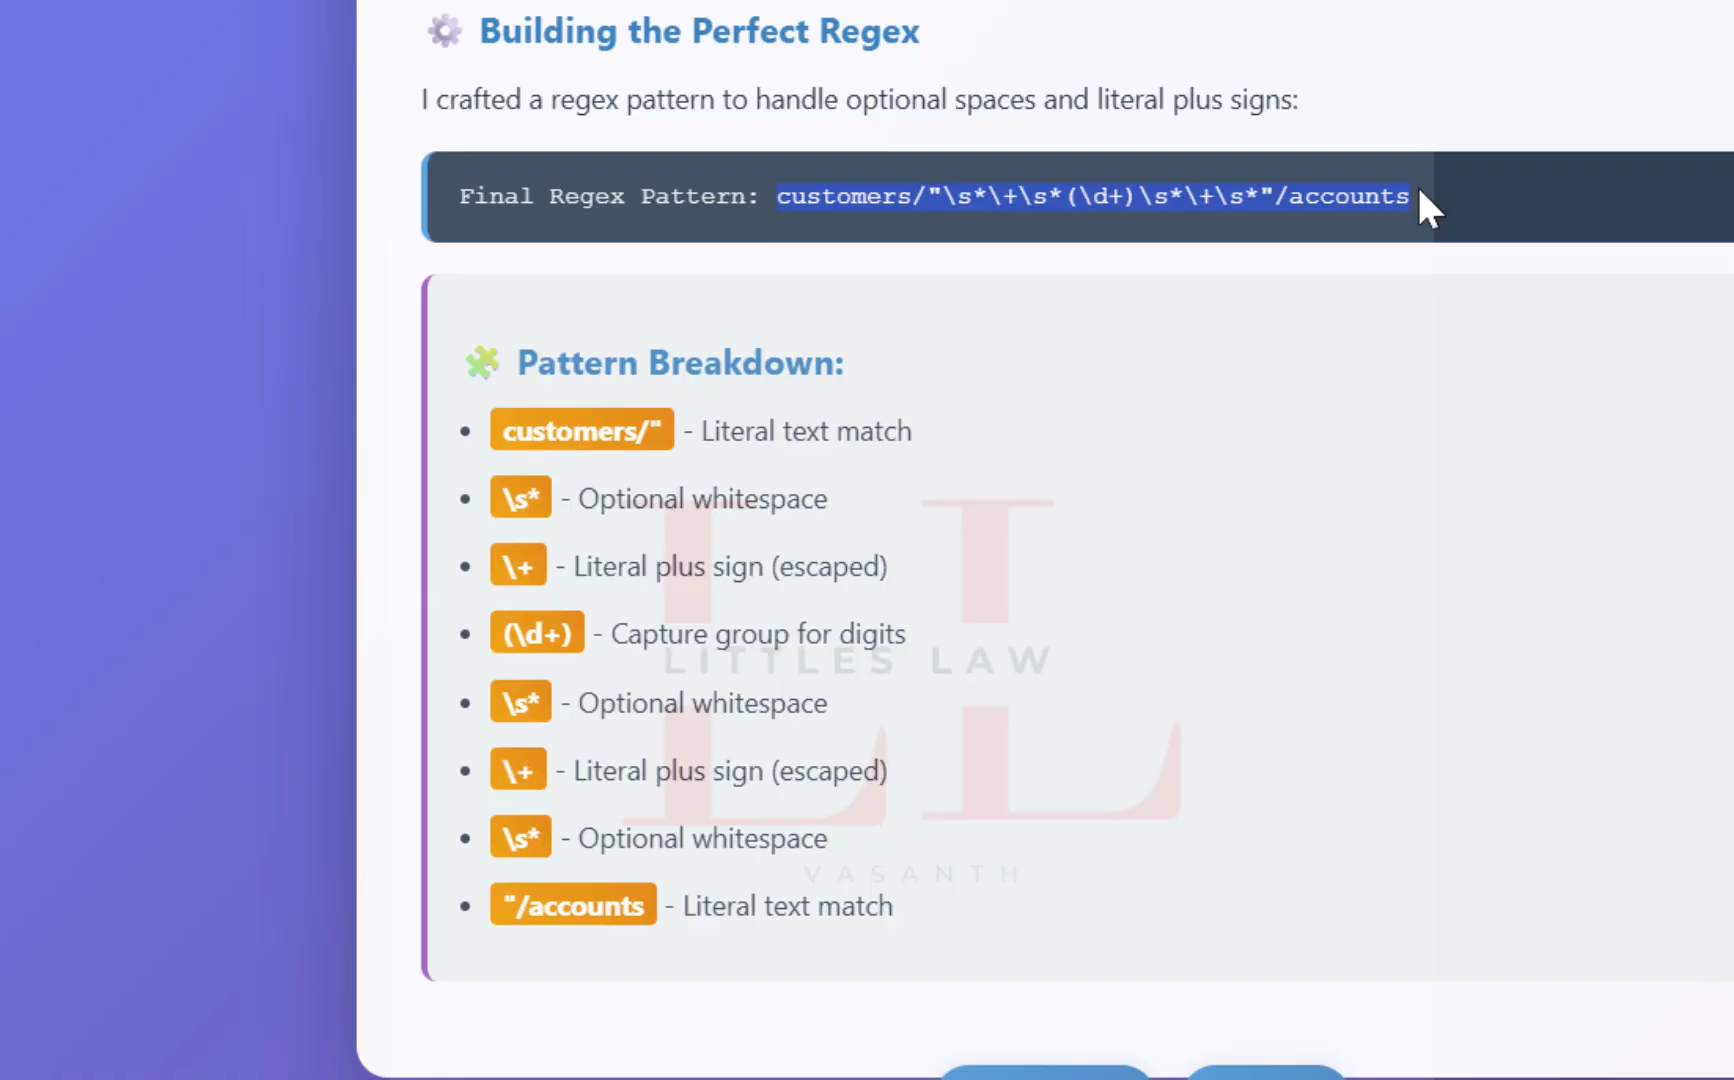 Building the Perfect Regex
I crafted a regex pattern to handle optional spaces and literal plus signs:
Final Regex Pattern: customers/"\s*\+\s*(\d+)\s*\+\s*"/accounts
Pattern Breakdown:
customers/" - Literal text match
\s* - Optional whitespace
\+ - Literal plus sign (escaped)
(\d+) - Capture group for digits
LITTLES LAW
\s* - Optional whitespace
\+ - Literal plus sign (escaped)
\s* - Optional whitespace
VASANTH
"/accounts - Literal text match